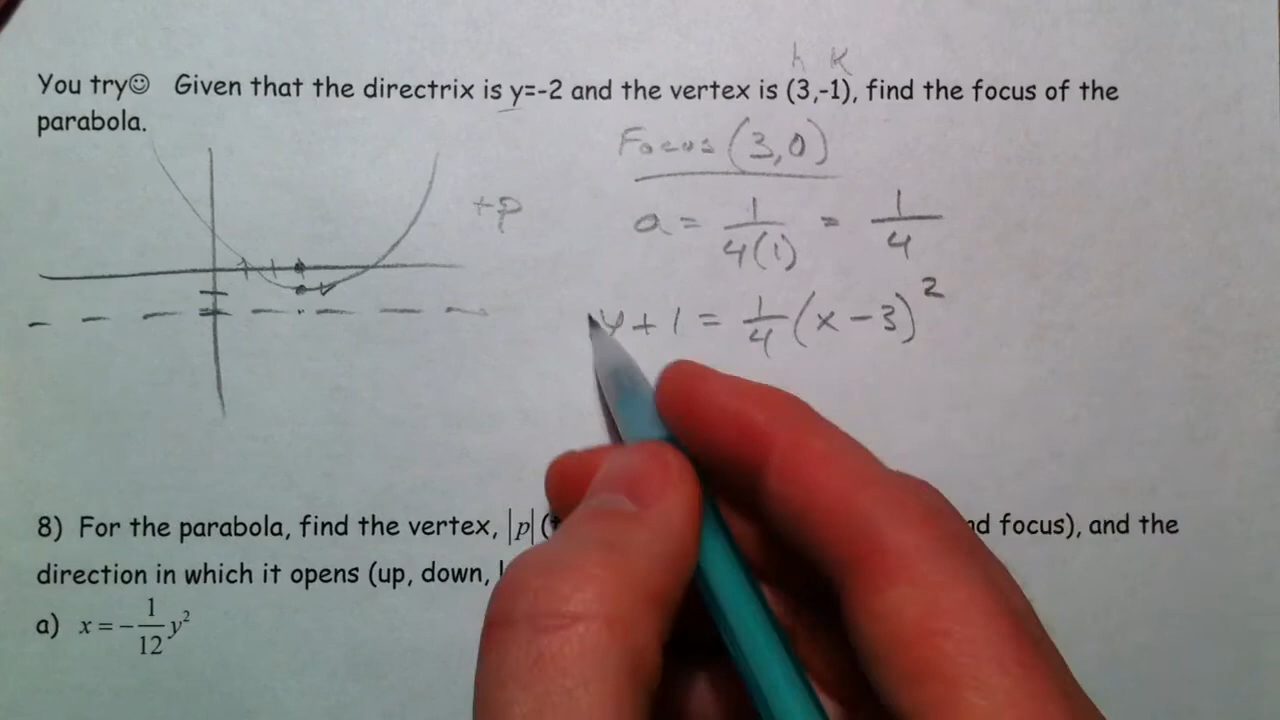 h K
You try☺ Given that the directrix is y=-2 and the vertex is (3,-1), find the focus of the
parabola.
Focus (3,0)
+p
a = 1/4(1) = 1/4
y + 1 = 1/4 (x - 3)²
8) For the parabola, find the vertex, |p| ( focus), and the
direction in which it opens (up, down,
a) x = -1/12 y²